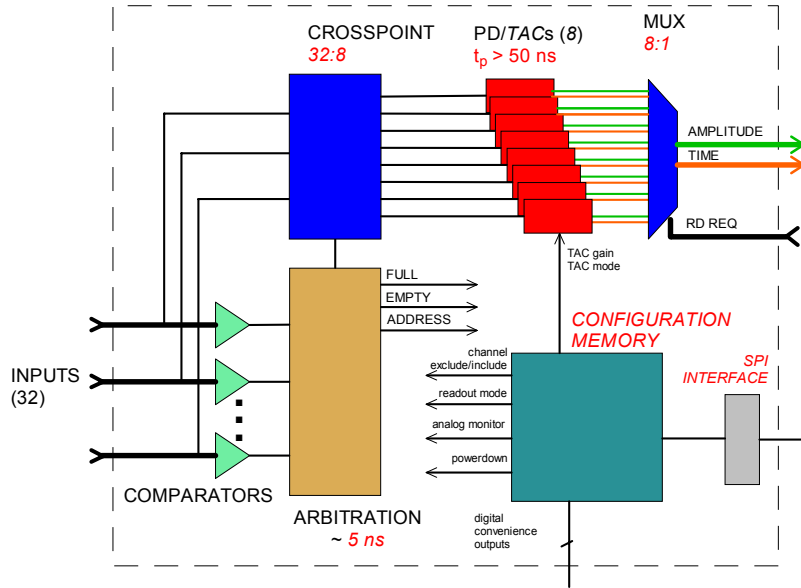 CROSSPOINT
32:8
PD/TACs (8)
tp > 50 ns
MUX
8:1
AMPLITUDE
TIME
RD REQ
TAC gain
TAC mode
FULL
EMPTY
ADDRESS
CONFIGURATION
MEMORY
SPI
INTERFACE
INPUTS
(32)
channel
exclude/include
readout mode
analog monitor
powerdown
COMPARATORS
ARBITRATION
~ 5 ns
digital
convenience
outputs